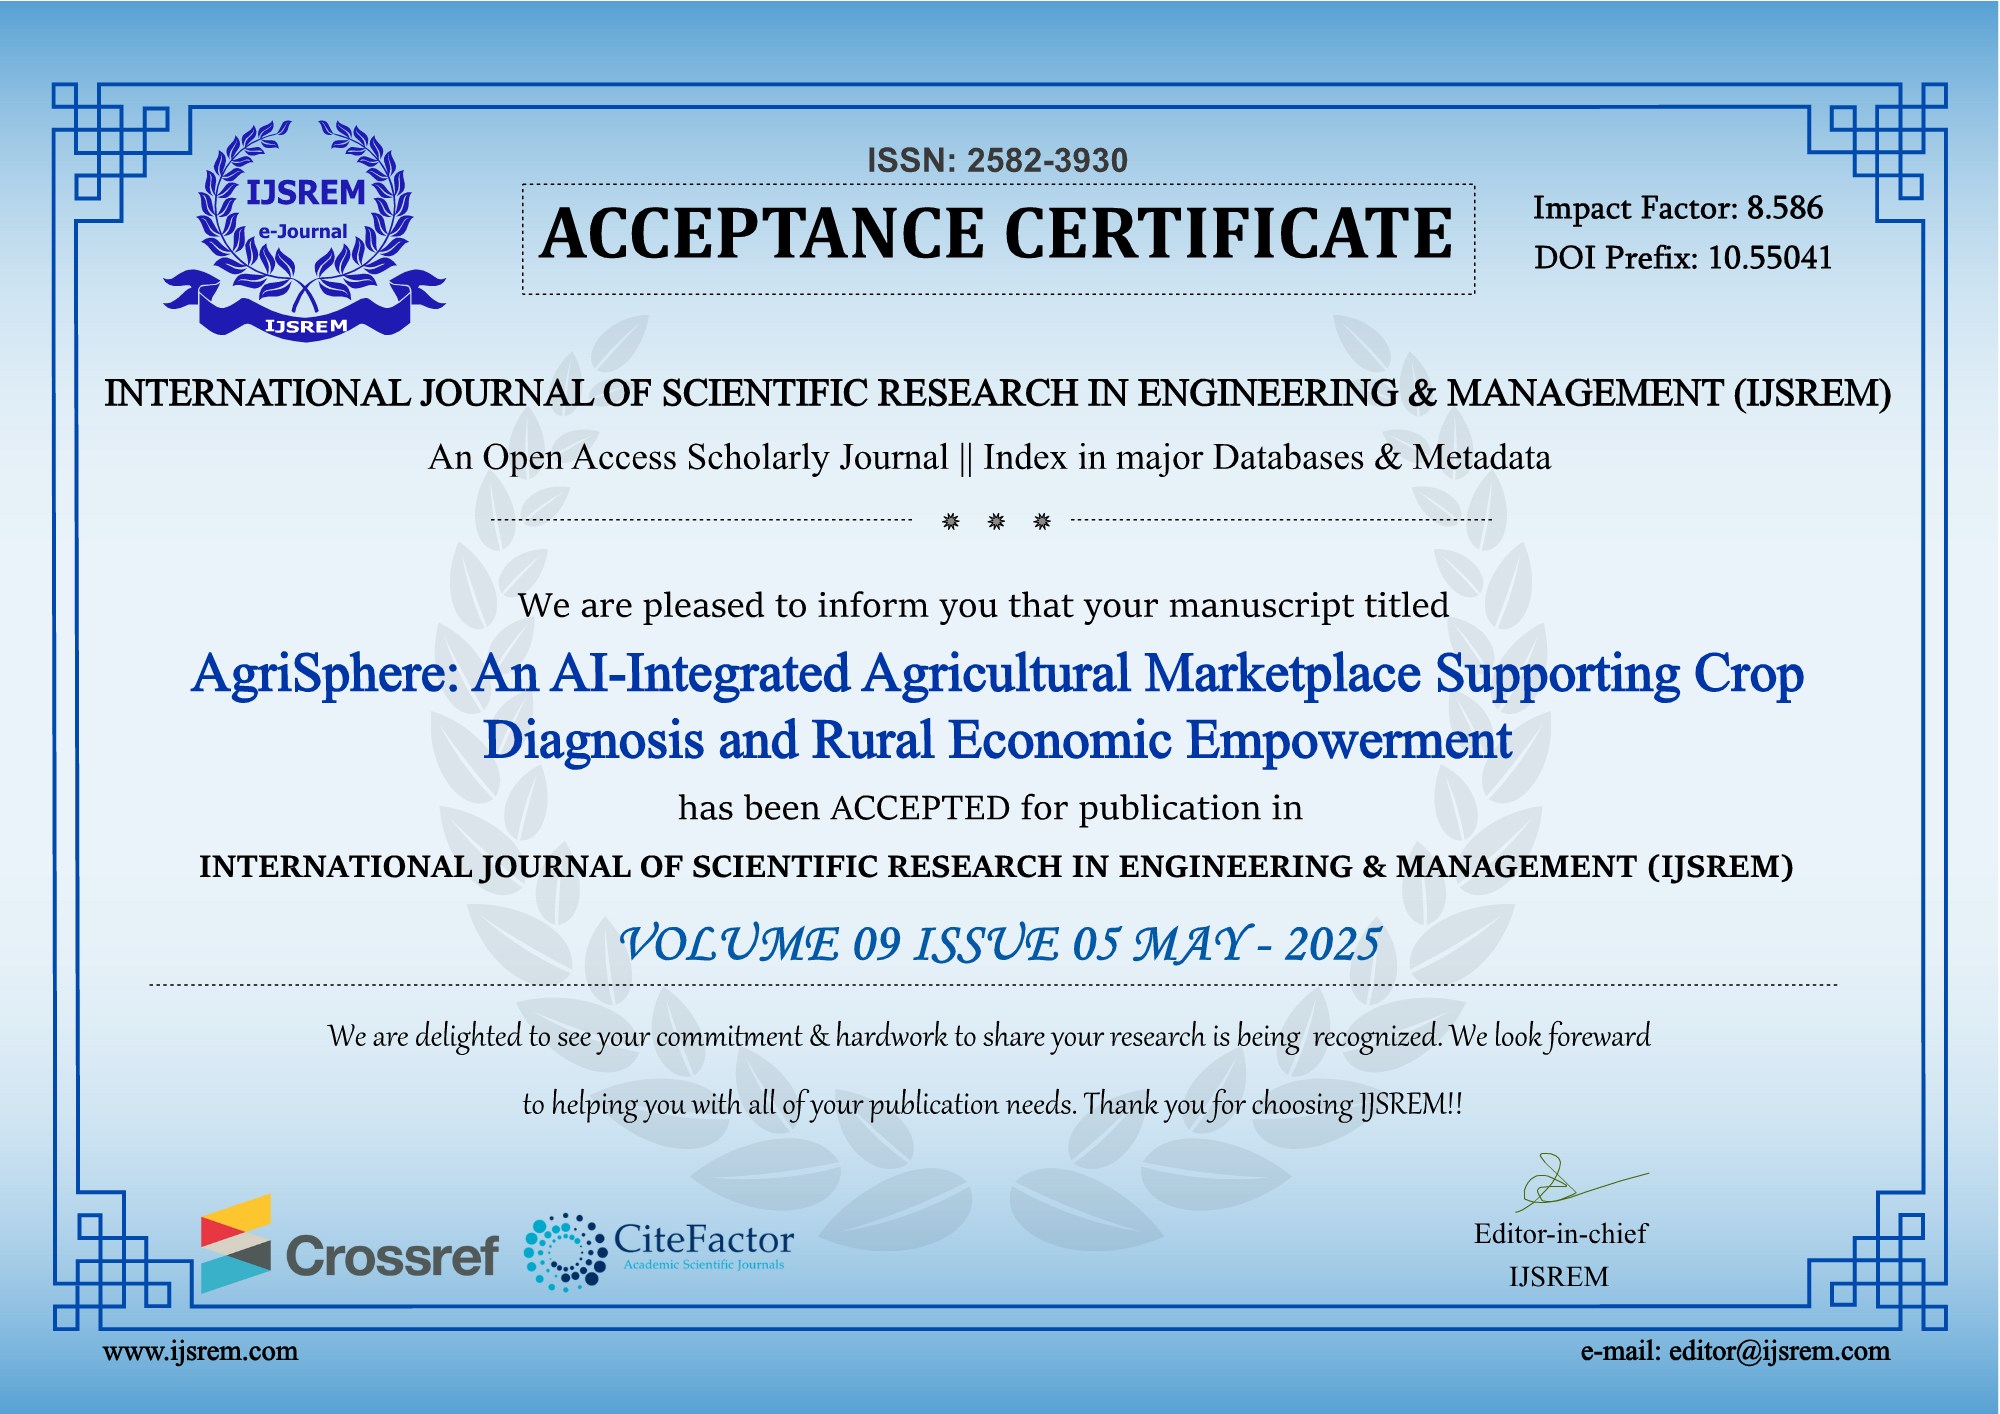 ISSN: 2582-3930
IJSREM
e-Journal
IJSREM
ACCEPTANCE CERTIFICATE
Impact Factor: 8.586
DOI Prefix: 10.55041
INTERNATIONAL JOURNAL OF SCIENTIFIC RESEARCH IN ENGINEERING & MANAGEMENT (IJSREM)
An Open Access Scholarly Journal || Index in major Databases & Metadata
We are pleased to inform you that your manuscript titled
AgriSphere: An AI-Integrated Agricultural Marketplace Supporting Crop
Diagnosis and Rural Economic Empowerment
has been ACCEPTED for publication in
INTERNATIONAL JOURNAL OF SCIENTIFIC RESEARCH IN ENGINEERING & MANAGEMENT (IJSREM)
VOLUME 09 ISSUE 05 MAY - 2025
We are delighted to see your commitment & hardwork to share your research is being  recognized. We look foreward
to helping you with all of your publication needs. Thank you for choosing IJSREM!!
Crossref
CiteFactor
Academic Scientific Journals
Editor-in-chief
IJSREM
www.ijsrem.com
e-mail: editor@ijsrem.com